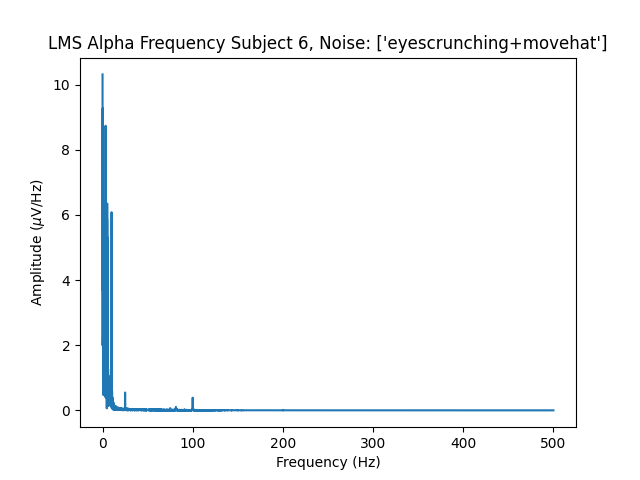 LMS Alpha Frequency Subject 6, Noise: ['eyescrunching+movehat']
Amplitude (μV/Hz)
10
8
6
4
2
0
0 100 200 300 400 500
Frequency (Hz)